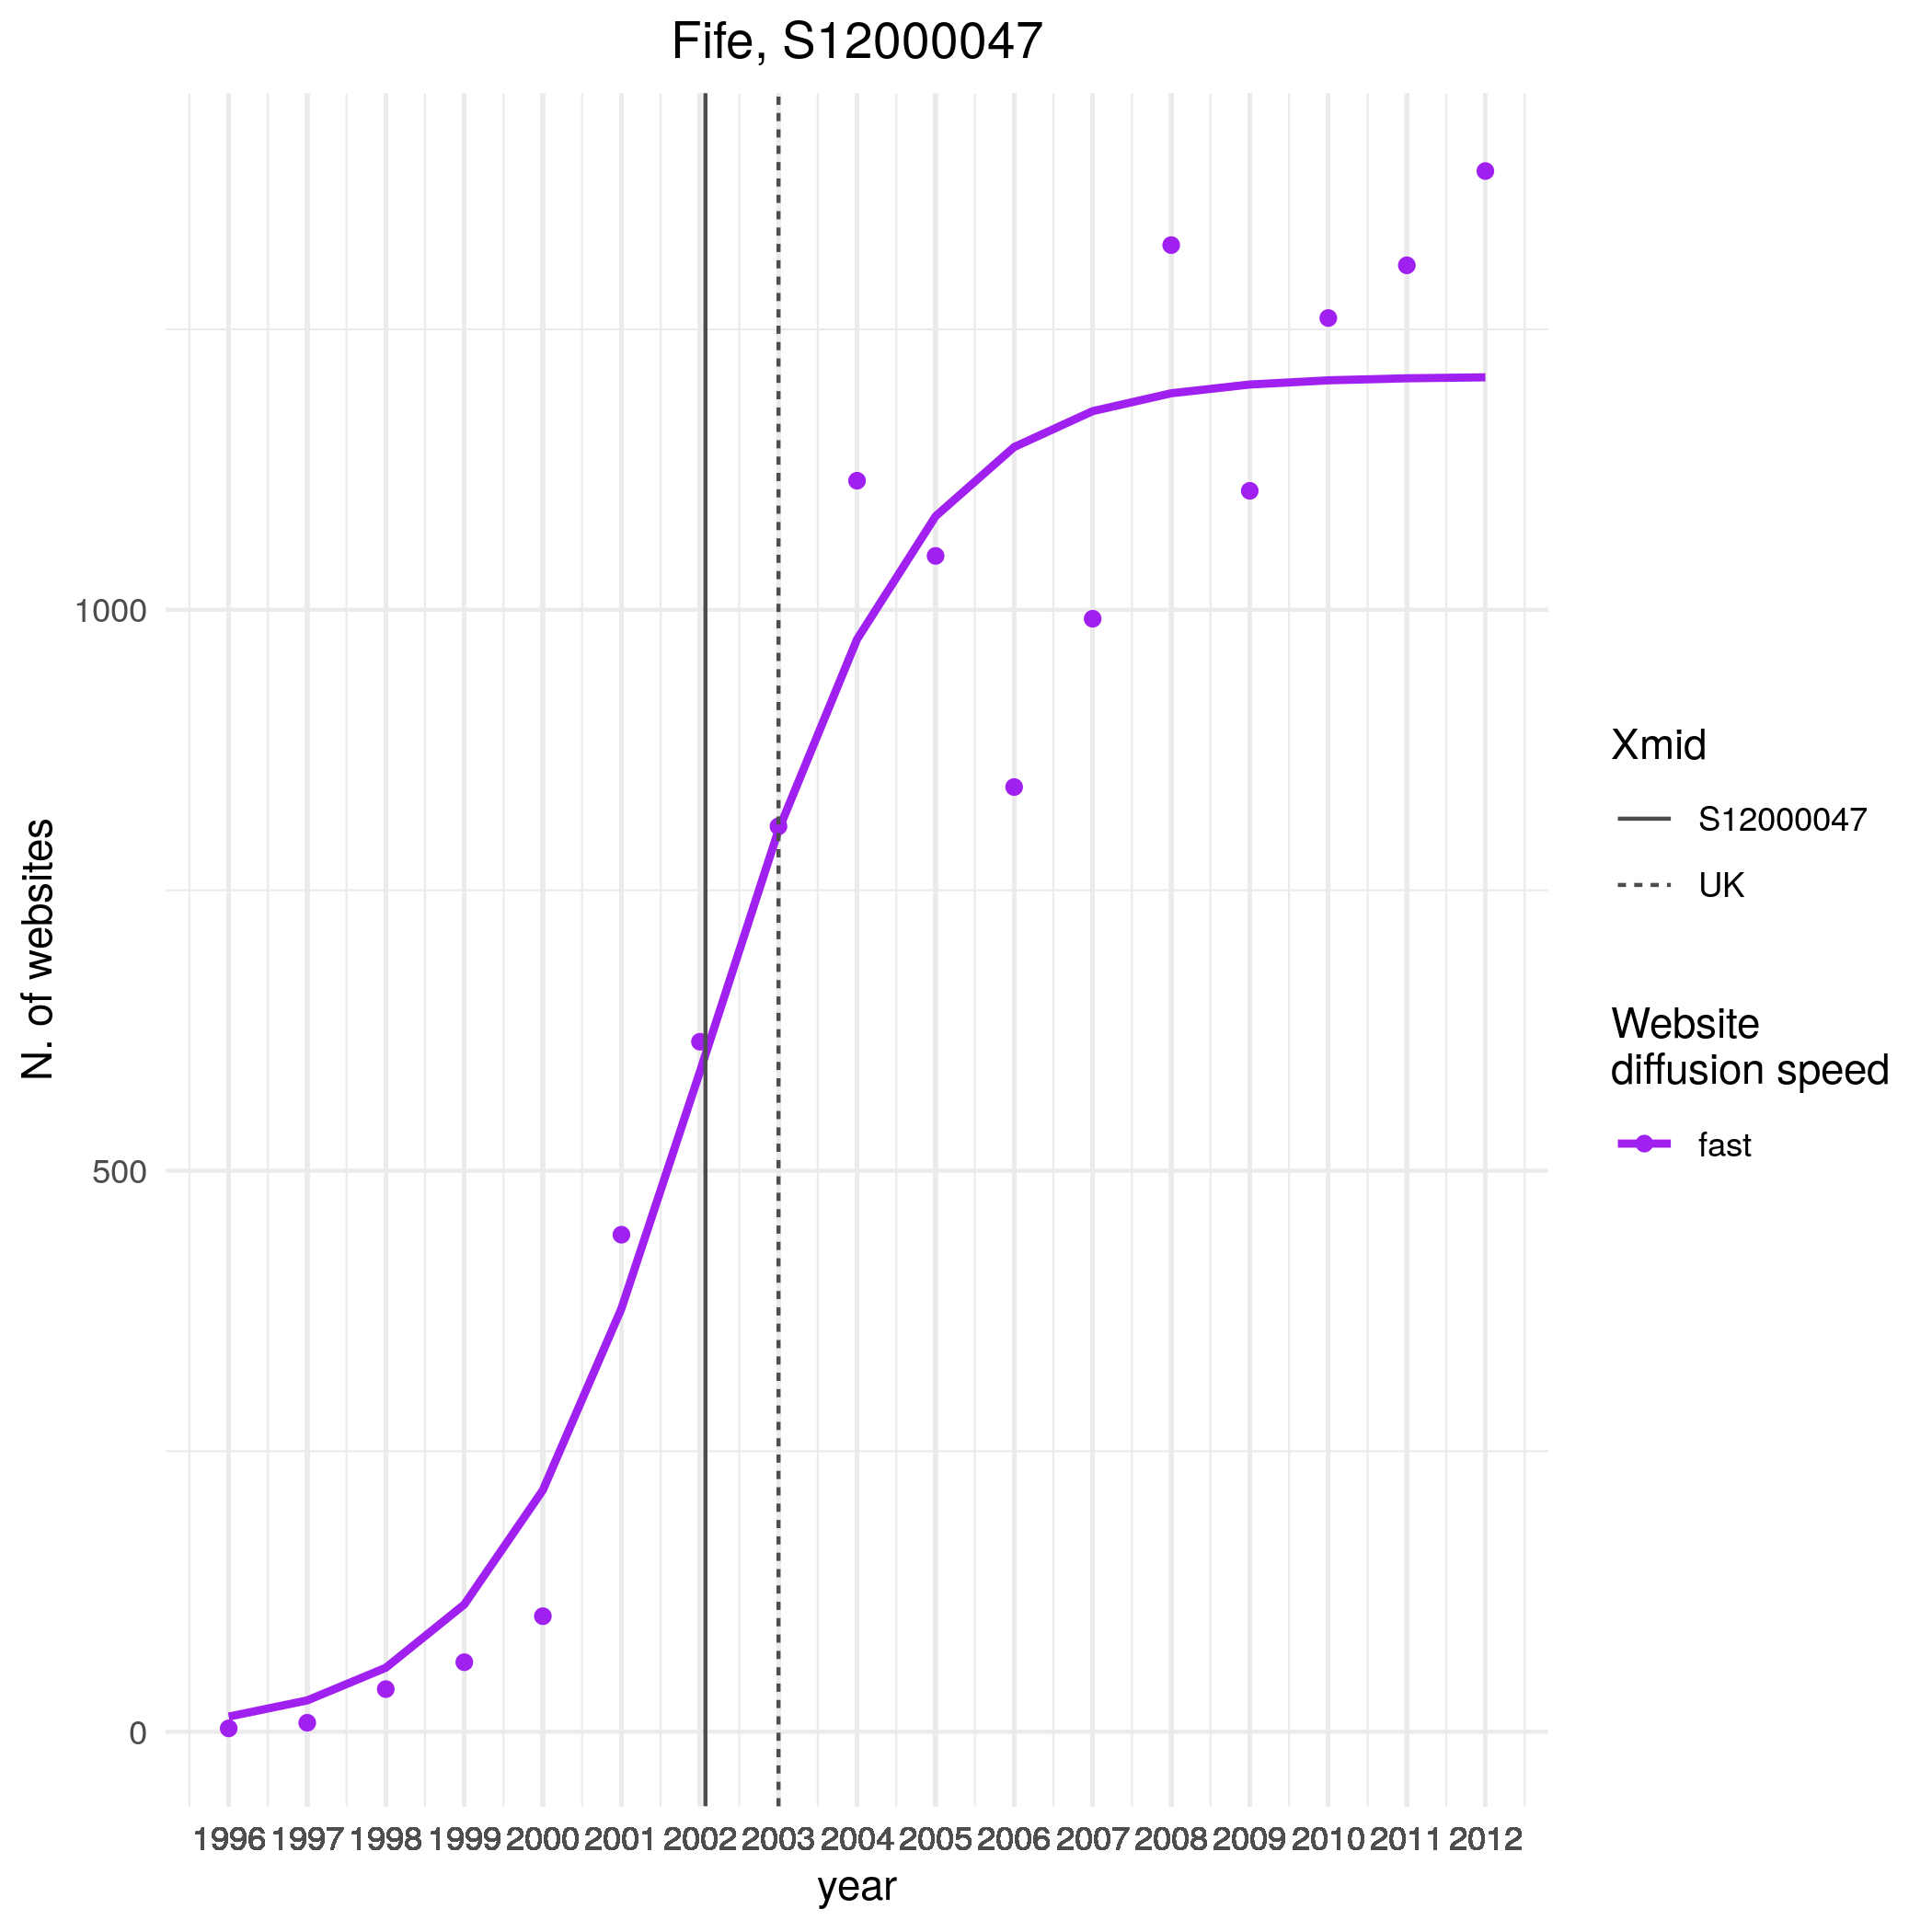 Fife, S12000047
N. of websites
1000
500
0
1996 1997 1998 1999 2000 2001 2002 2003 2004 2005 2006 2007 2008 2009 2010 2011 2012
year
Xmid
S12000047
UK
Website
diffusion speed
fast